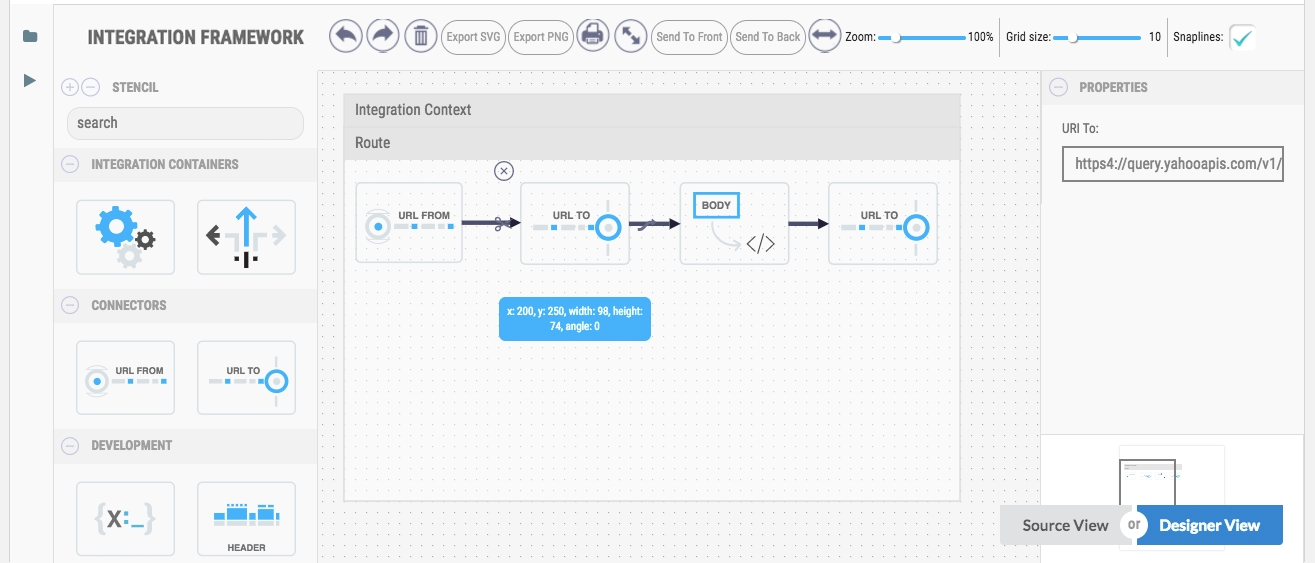 INTEGRATION FRAMEWORK
Export SVG
Export PNG
Send To Front
Send To Back
Zoom:
100%
Grid size:
10
Snaplines:
STENCIL
search
INTEGRATION CONTAINERS
CONNECTORS
URL FROM
URL TO
DEVELOPMENT
{X:_}
HEADER
Integration Context
Route
URL FROM
URL TO
BODY
</>
URL TO
x: 200, y: 250, width: 98, height:
74, angle: 0
PROPERTIES
URI To:
https4://query.yahooapis.com/v1/
Source View
or
Designer View